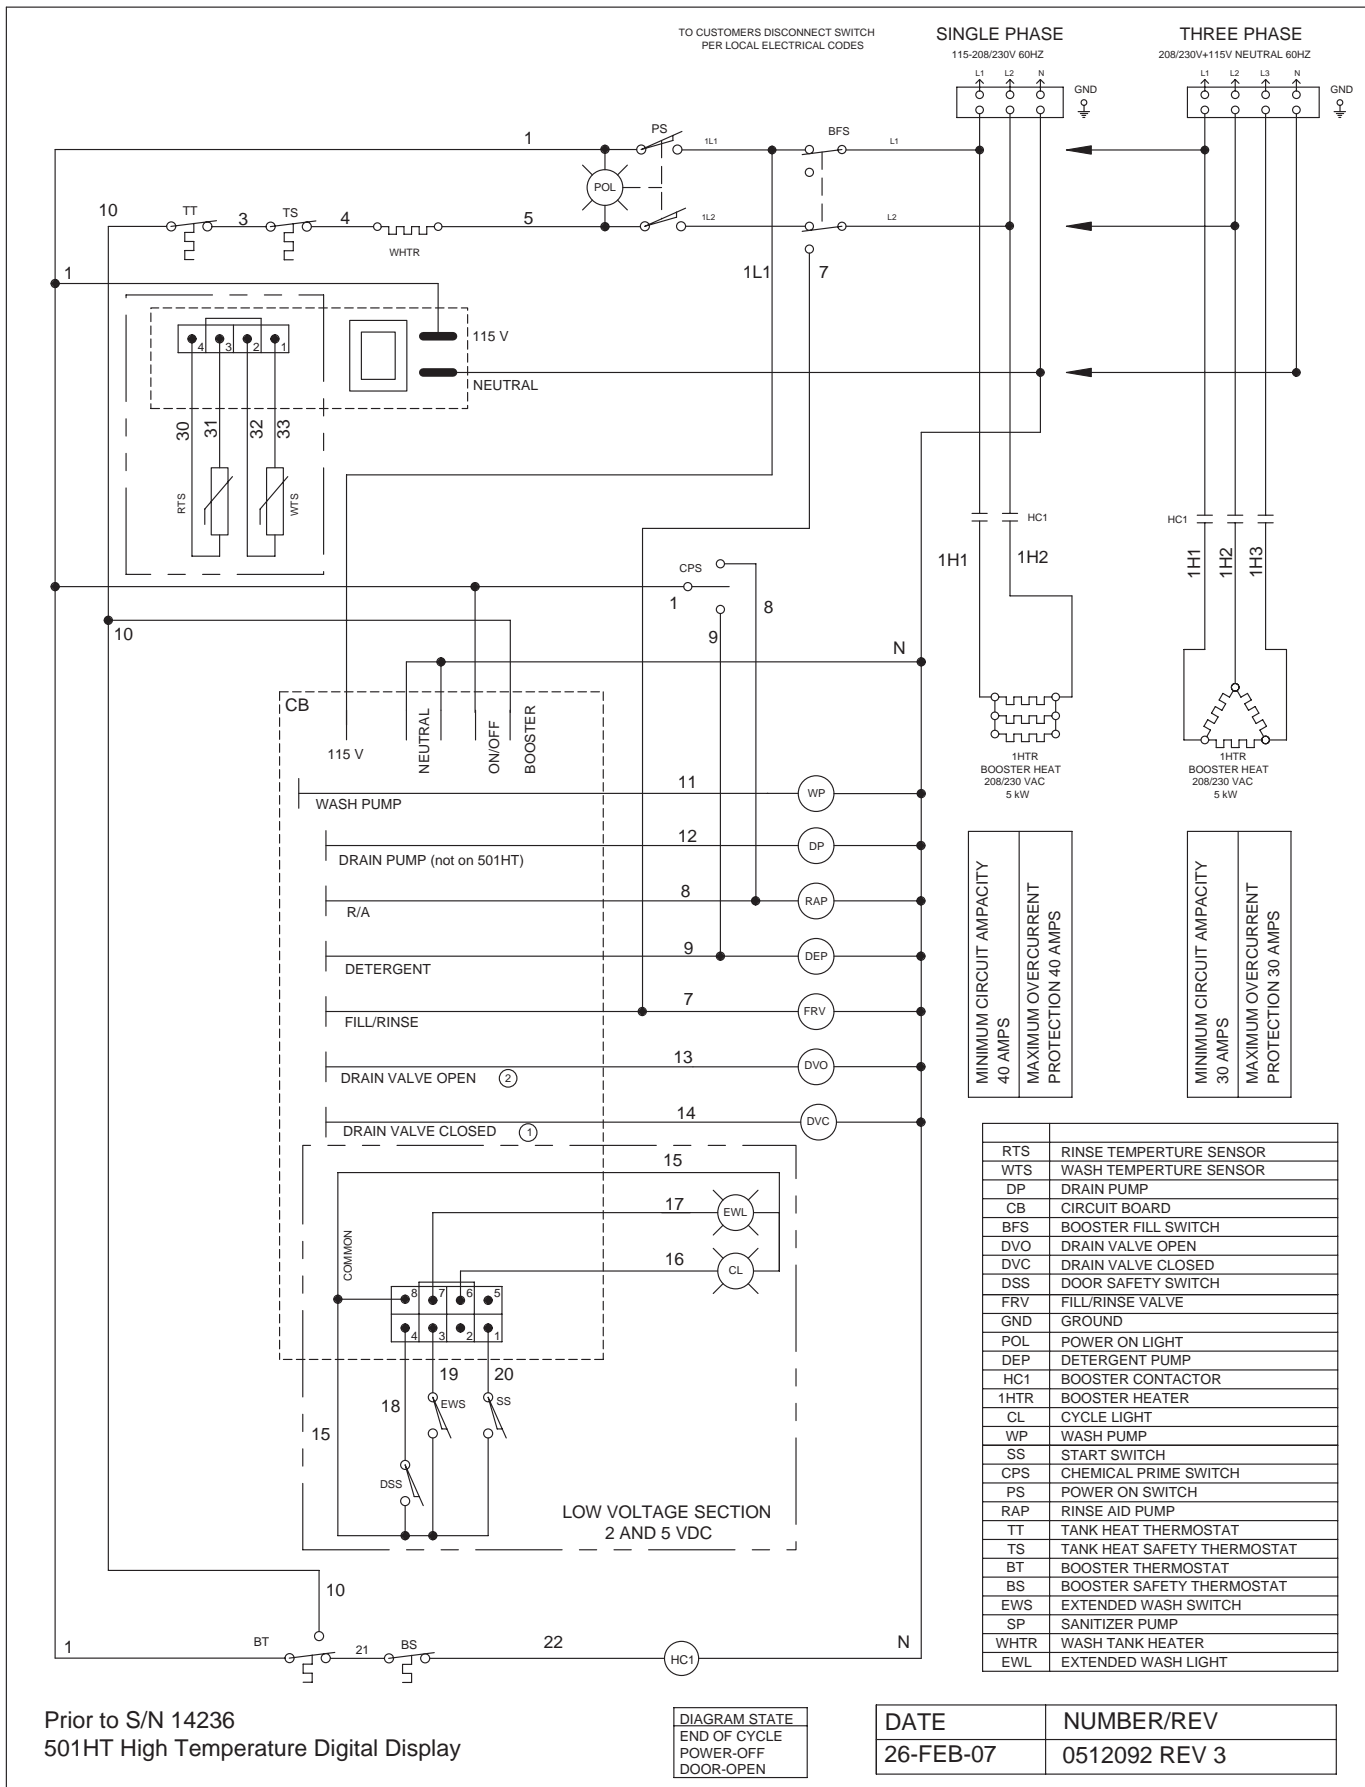 TO CUSTOMERS DISCONNECT SWITCH
PER LOCAL ELECTRICAL CODES
SINGLE PHASE
115-208/230V 60HZ
L1 L2 N
GND
THREE PHASE
208/230V+115V NEUTRAL 60HZ
L1 L2 L3 N
GND
1
PS
1L1
BFS
L1
POL
10
TT
3
TS
4
WHTR
5
1L2
L2
1
1L1
7
115 V
NEUTRAL
4 3 2 1
30
31
32
33
RTS
WTS
HC1
1H1
1H2
HC1
1H1
1H2
1H3
CPS
1
8
9
10
N
CB
115 V
NEUTRAL
ON/OFF
BOOSTER
1HTR
BOOSTER HEAT
208/230 VAC
5 kW
1HTR
BOOSTER HEAT
208/230 VAC
5 kW
WASH PUMP
11
WP
DRAIN PUMP (not on 501HT)
12
DP
R/A
8
RAP
DETERGENT
9
DEP
FILL/RINSE
7
FRV
DRAIN VALVE OPEN 2
13
DVO
DRAIN VALVE CLOSED 1
14
DVC
MINIMUM CIRCUIT AMPACITY
40 AMPS
MAXIMUM OVERCURRENT
PROTECTION 40 AMPS
MINIMUM CIRCUIT AMPACITY
30 AMPS
MAXIMUM OVERCURRENT
PROTECTION 30 AMPS
15
17
EWL
16
CL
COMMON
8 7 6 5
4 3 2 1
19
20
18
EWS
SS
15
DSS
LOW VOLTAGE SECTION
2 AND 5 VDC
RTS RINSE TEMPERTURE SENSOR
WTS WASH TEMPERTURE SENSOR
DP DRAIN PUMP
CB CIRCUIT BOARD
BFS BOOSTER FILL SWITCH
DVO DRAIN VALVE OPEN
DVC DRAIN VALVE CLOSED
DSS DOOR SAFETY SWITCH
FRV FILL/RINSE VALVE
GND GROUND
POL POWER ON LIGHT
DEP DETERGENT PUMP
HC1 BOOSTER CONTACTOR
1HTR BOOSTER HEATER
CL CYCLE LIGHT
WP WASH PUMP
SS START SWITCH
CPS CHEMICAL PRIME SWITCH
PS POWER ON SWITCH
RAP RINSE AID PUMP
TT TANK HEAT THERMOSTAT
TS TANK HEAT SAFETY THERMOSTAT
BT BOOSTER THERMOSTAT
BS BOOSTER SAFETY THERMOSTAT
EWS EXTENDED WASH SWITCH
SP SANITIZER PUMP
WHTR WASH TANK HEATER
EWL EXTENDED WASH LIGHT
10
1
BT
21
BS
22
HC1
N
Prior to S/N 14236
501HT High Temperature Digital Display
DIAGRAM STATE
END OF CYCLE
POWER-OFF
DOOR-OPEN
DATE NUMBER/REV
26-FEB-07 0512092 REV 3